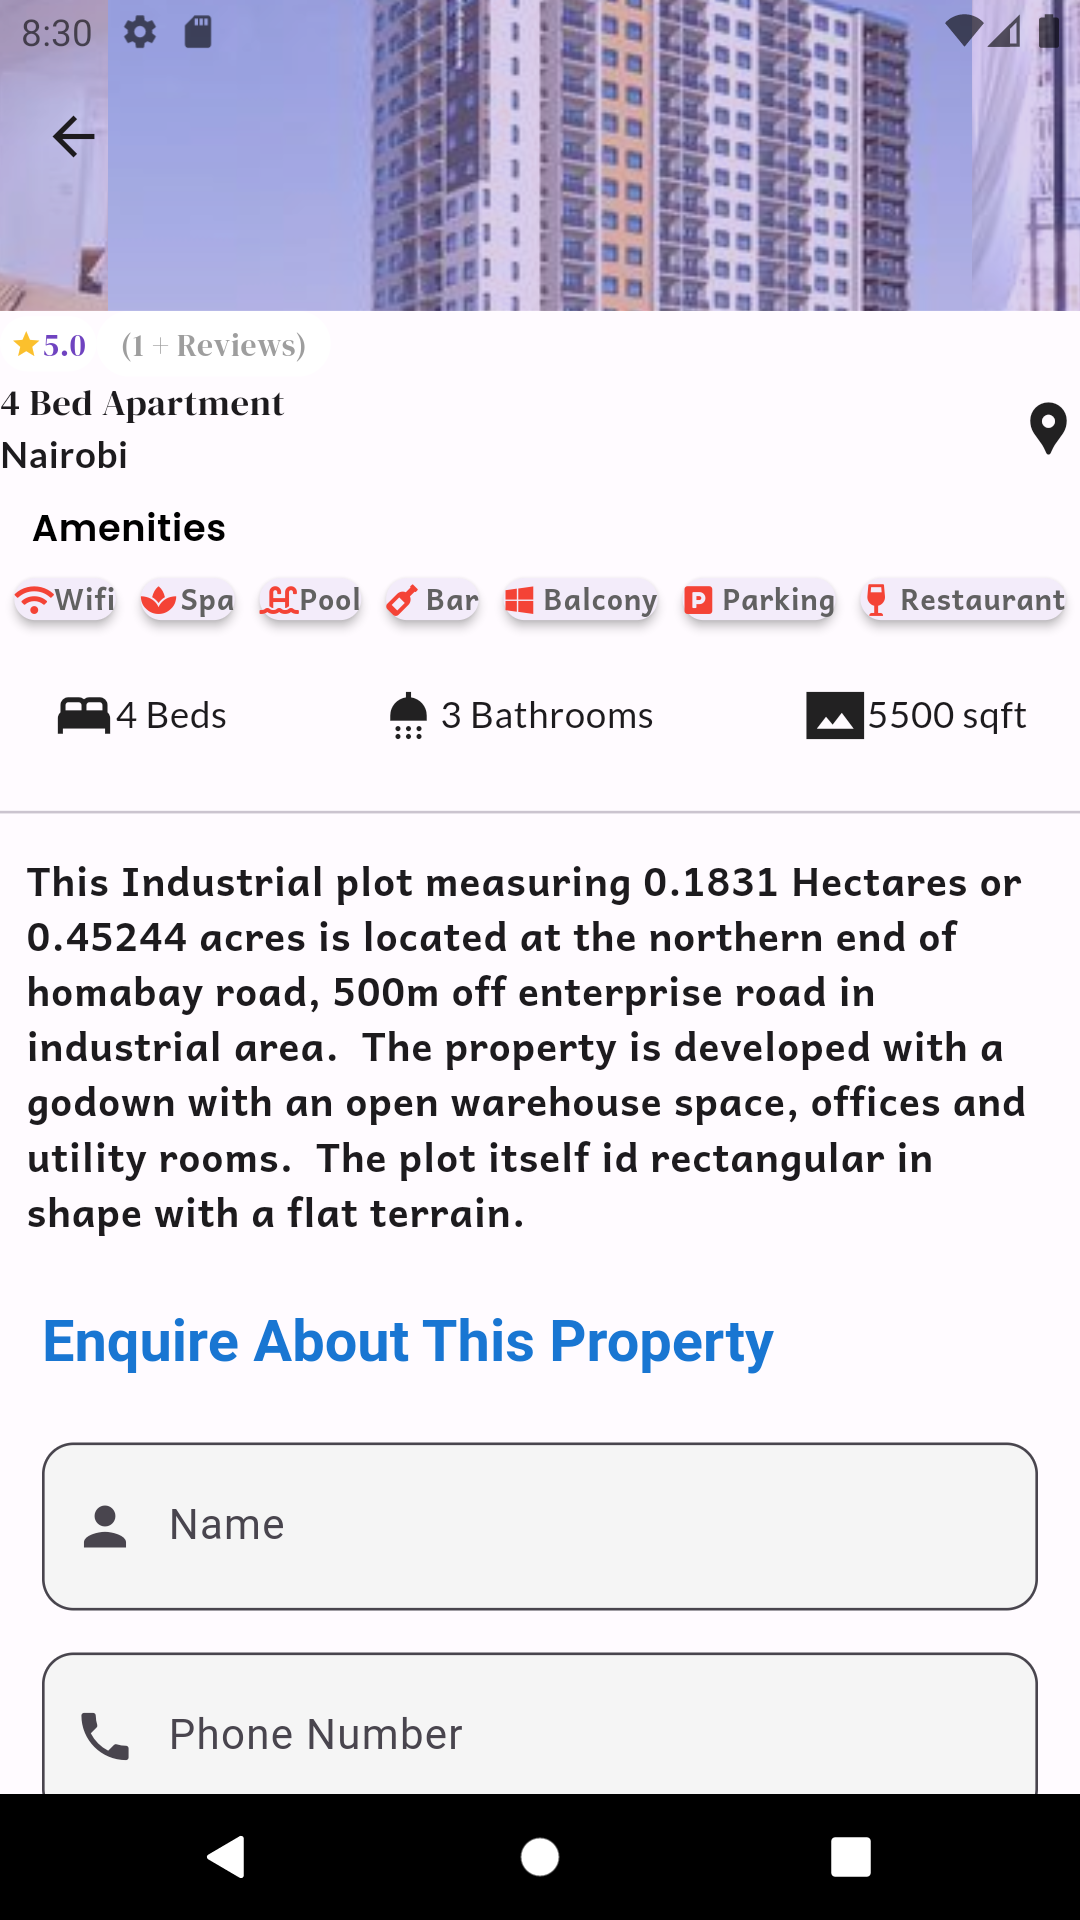 8:30
5.0 (1 + Reviews)
4 Bed Apartment
Nairobi
Amenities
Wifi Spa Pool Bar Balcony P Parking Restaurant
4 Beds 3 Bathrooms 5500 sqft
This Industrial plot measuring 0.1831 Hectares or
0.45244 acres is located at the northern end of
homabay road, 500m off enterprise road in
industrial area.  The property is developed with a
godown with an open warehouse space, offices and
utility rooms.  The plot itself id rectangular in
shape with a flat terrain.
Enquire About This Property
Name
Phone Number